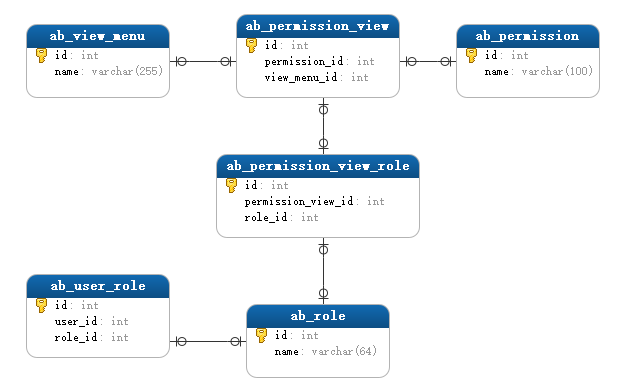 ab_view_menu
id: int
name: varchar(255)
ab_permission_view
id: int
permission_id: int
view_menu_id: int
ab_permission
id: int
name: varchar(100)
ab_permission_view_role
id: int
permission_view_id: int
role_id: int
ab_user_role
id: int
user_id: int
role_id: int
ab_role
id: int
name: varchar(64)